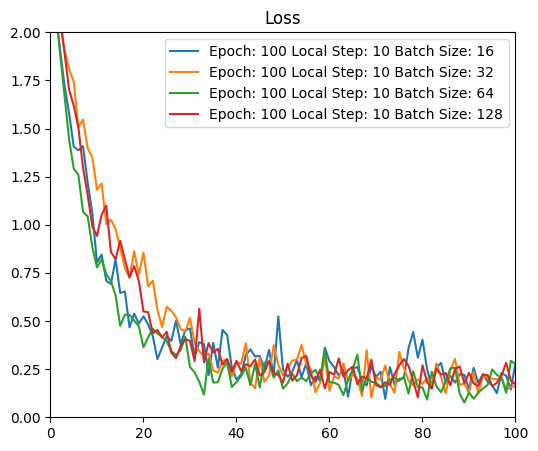 Loss
2.00
1.75
1.50
1.25
1.00
0.75
0.50
0.25
0.00
Epoch: 100 Local Step: 10 Batch Size: 16
Epoch: 100 Local Step: 10 Batch Size: 32
Epoch: 100 Local Step: 10 Batch Size: 64
Epoch: 100 Local Step: 10 Batch Size: 128
0 20 40 60 80 100